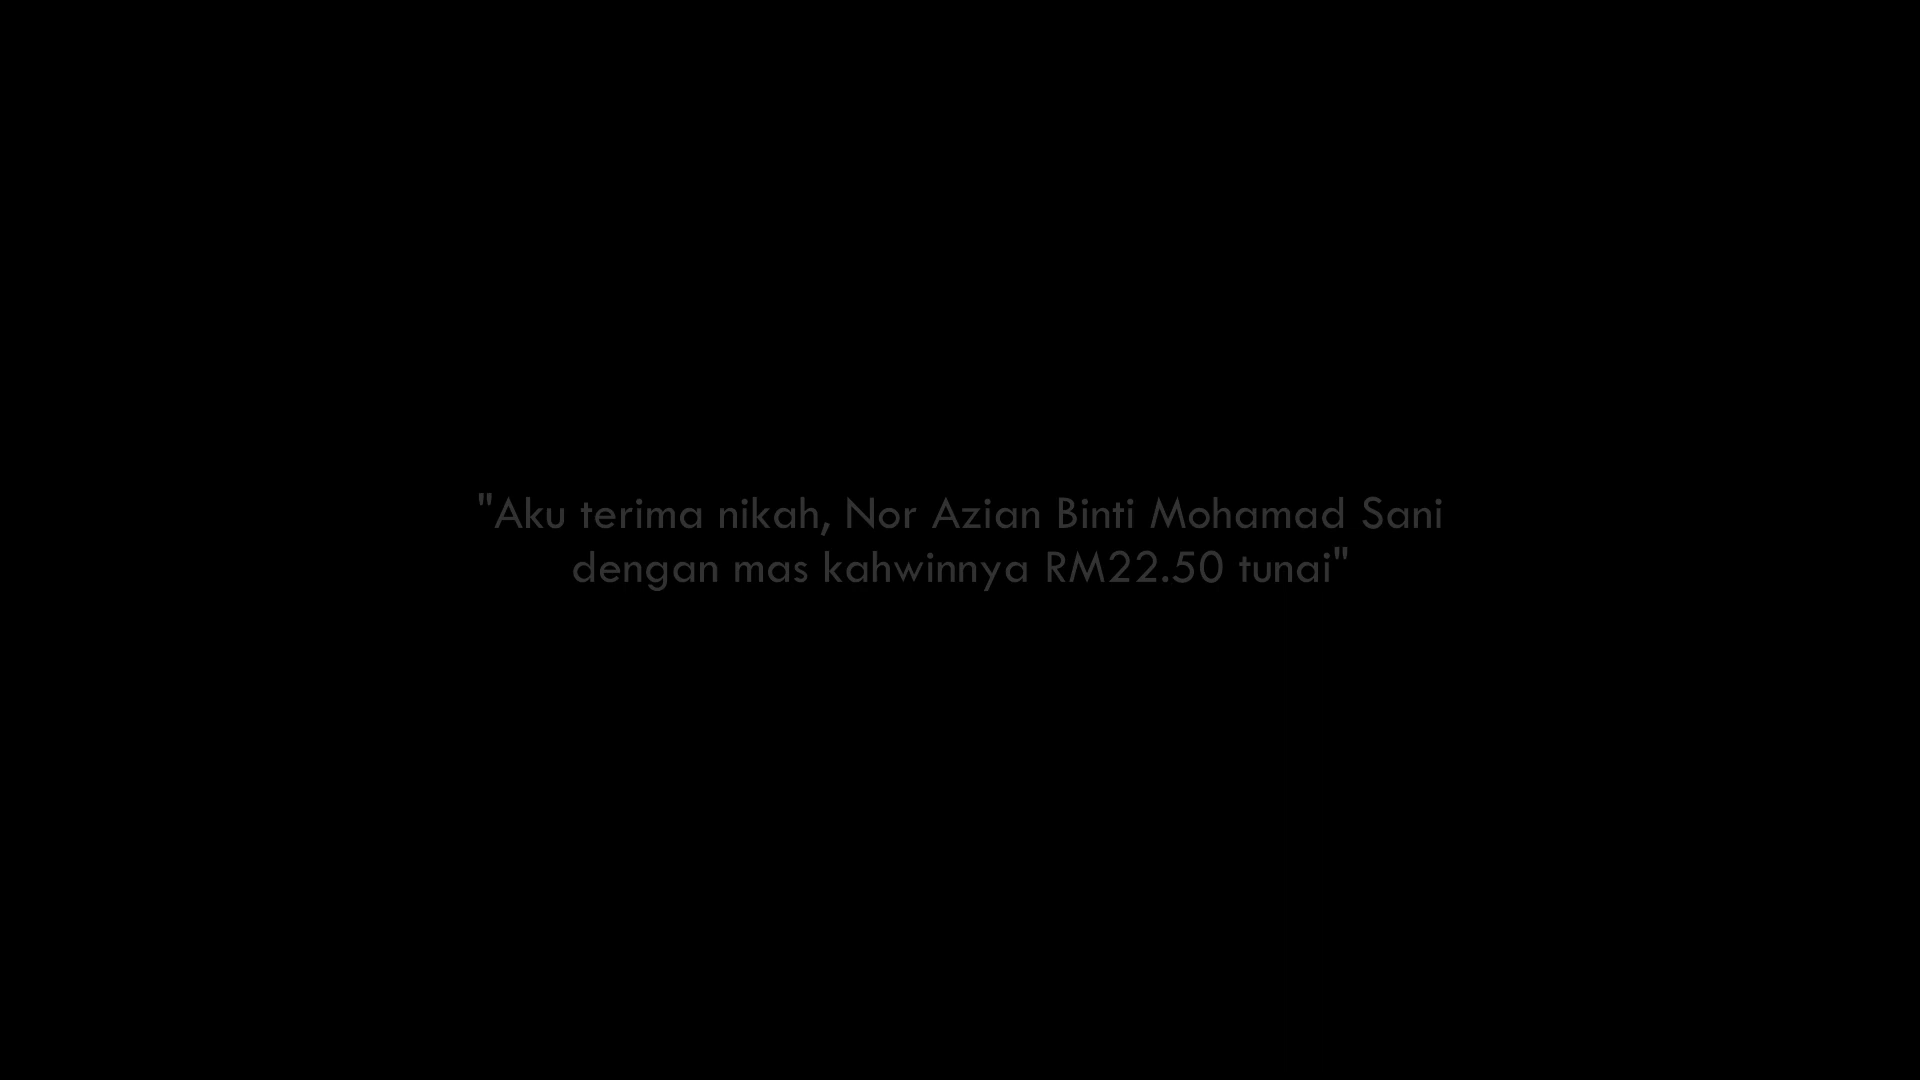 "Aku terima nikah, Nor Azian Binti Mohamad Sani
dengan mas kahwinnya RM22.50 tunai"